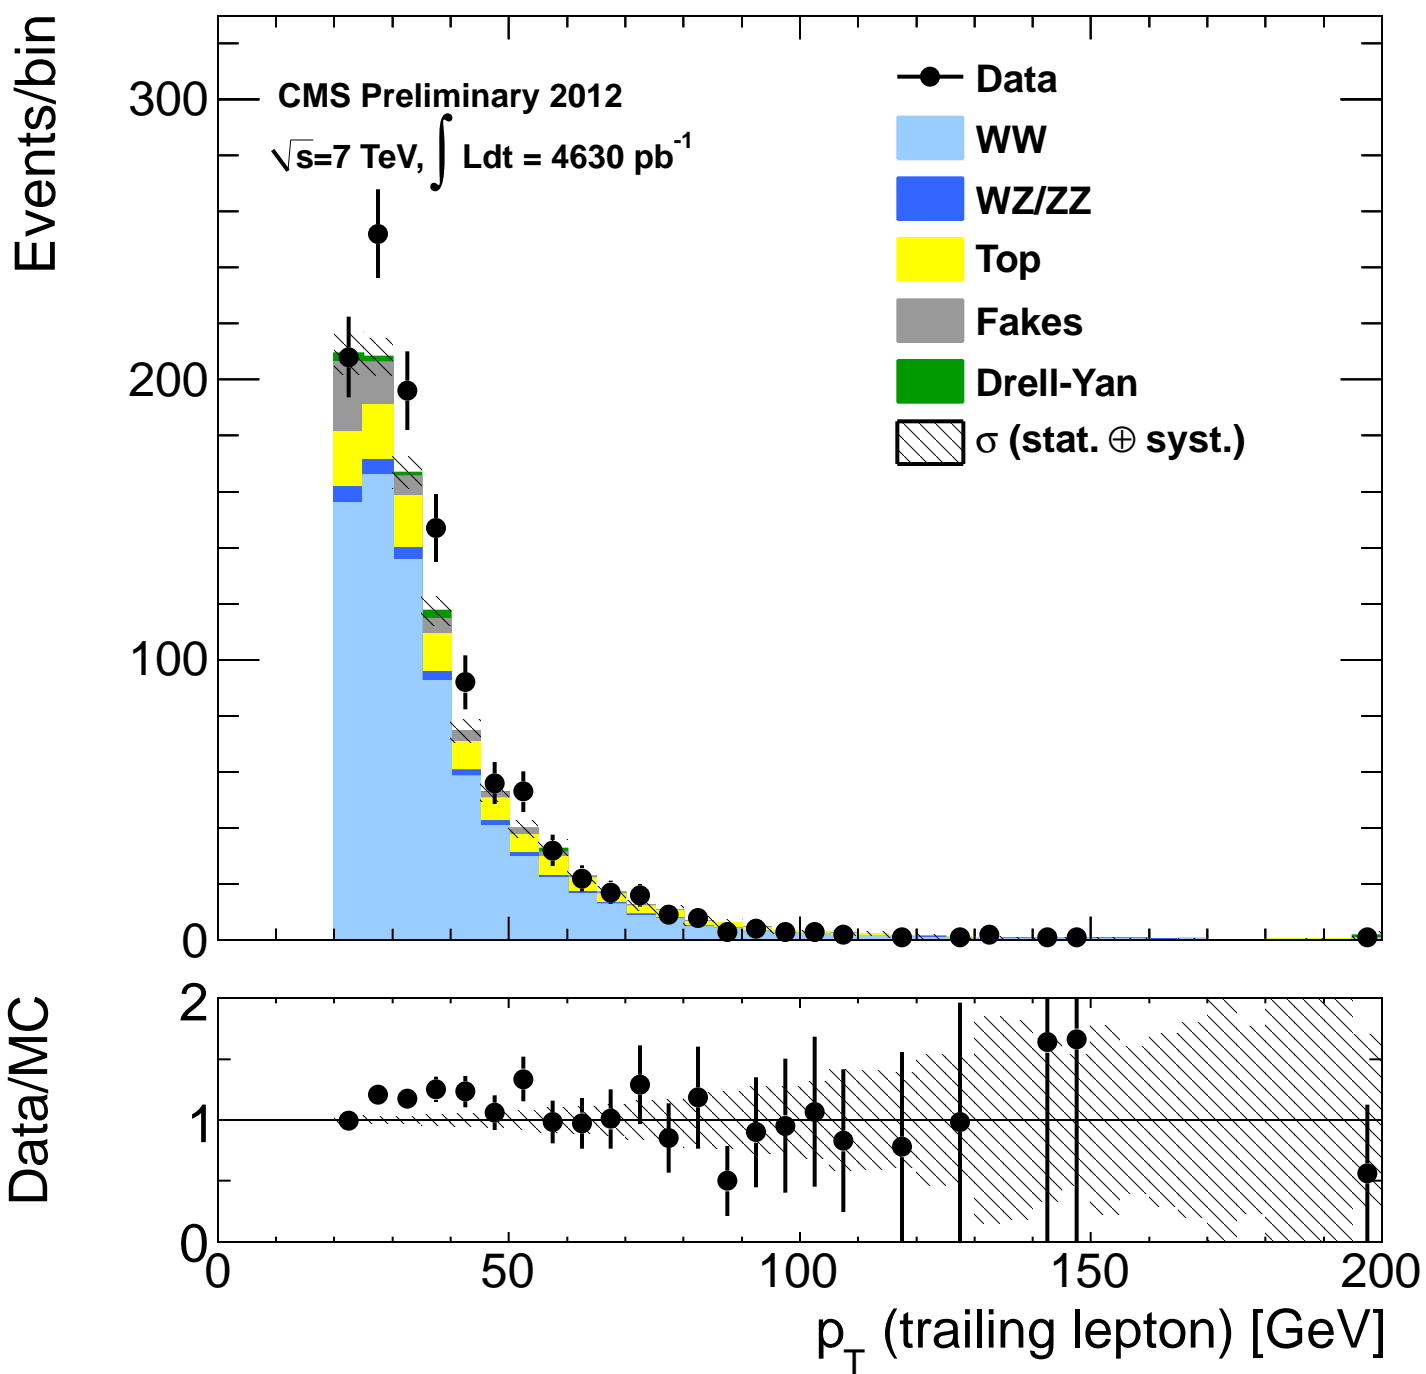 Events/bin
300
200
100
0
CMS Preliminary 2012
√s=7 TeV, ∫ Ldt = 4630 pb⁻¹
Data
WW
WZ/ZZ
Top
Fakes
Drell-Yan
σ (stat. ⊕ syst.)
Data/MC
2
1
0
0 50 100 150 200
p_T (trailing lepton) [GeV]